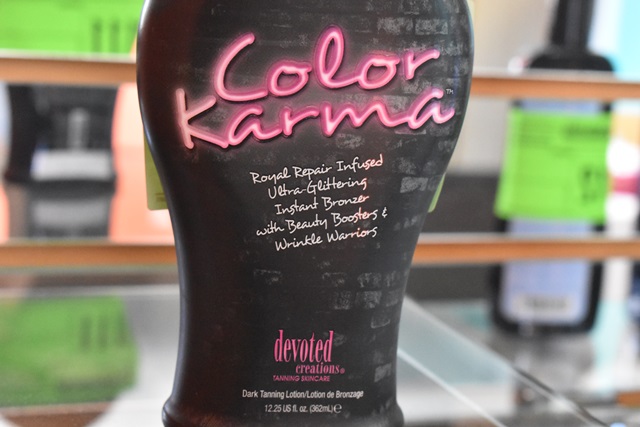 Color
Karma™
Royal Repair Infused
Ultra-Glittering
Instant Bronzer
with Beauty Boosters &
Wrinkle Warriors
devoted
creations®
TANNING SKINCARE
Dark Tanning Lotion/Lotion de Bronzage
12.25 US fl. oz. (362mL) ℮